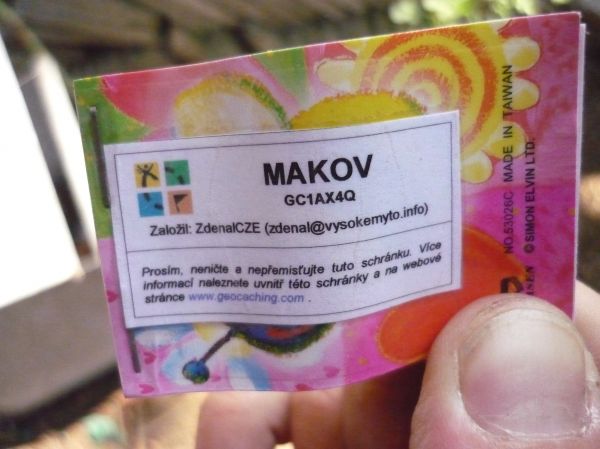 MAKOV
GC1AX4Q
Založil: ZdenalCZE (zdenal@vysokemyto.info)
Prosím, neničte a nepřemisťujte tuto schránku. Více
informací naleznete uvnitř této schránky a na webové
stránce www.geocaching.com .
NO.53026C MADE IN TAIWAN
© SIMON ELVIN LTD.